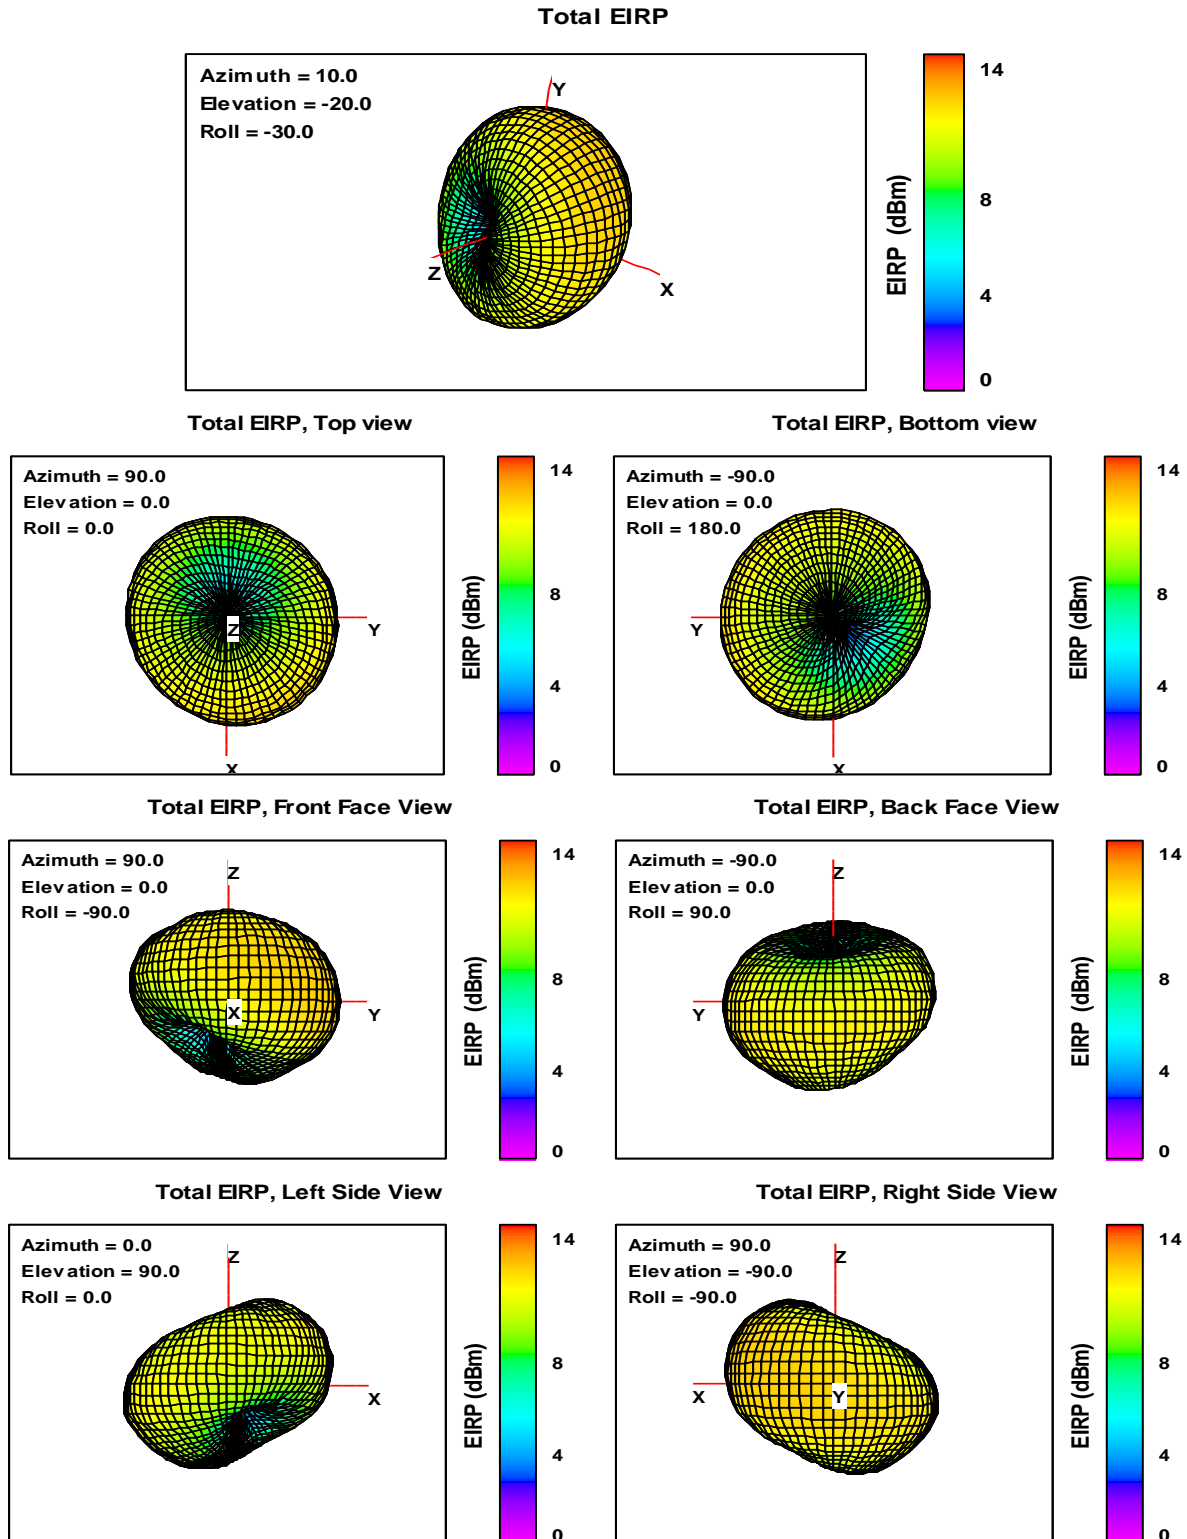 Total EIRP
Azimuth = 10.0
Elevation = -20.0
Roll = -30.0
Y
Z
X
14
8
4
0
EIRP (dBm)
Total EIRP, Top view
Azimuth = 90.0
Elevation = 0.0
Roll = 0.0
Z
Y
X
14
8
4
0
EIRP (dBm)
Total EIRP, Bottom view
Azimuth = -90.0
Elevation = 0.0
Roll = 180.0
Y
X
14
8
4
0
EIRP (dBm)
Total EIRP, Front Face View
Azimuth = 90.0
Elevation = 0.0
Roll = -90.0
Z
X
Y
14
8
4
0
EIRP (dBm)
Total EIRP, Back Face View
Azimuth = -90.0
Elevation = 0.0
Roll = 90.0
Z
Y
14
8
4
0
EIRP (dBm)
Total EIRP, Left Side View
Azimuth = 0.0
Elevation = 90.0
Roll = 0.0
Z
X
14
8
4
0
EIRP (dBm)
Total EIRP, Right Side View
Azimuth = 90.0
Elevation = -90.0
Roll = -90.0
Z
X
Y
14
8
4
0
EIRP (dBm)